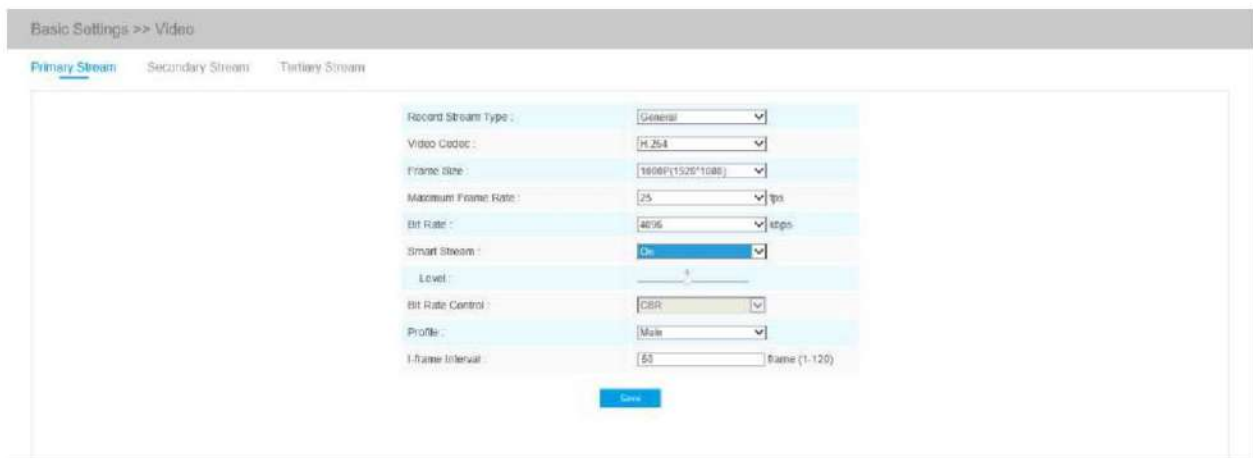 Basic Settings >> Video
Primary Stream Secondary Stream Tertiary Stream
Record Stream Type : General
Video Codec : H.264
Frame Size : 1080P(1920*1080)
Maximum Frame Rate : 25 fps
Bit Rate : 4096 kbps
Smart Stream : On
Level :
Bit Rate Control : CBR
Profile : Main
I-frame Interval : 50 frame (1-120)
Save